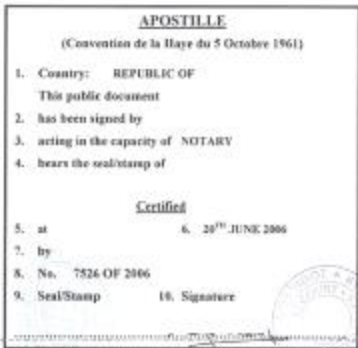 APOSTILLE
(Convention de la Haye du 5 Octobre 1961)
1. Country: REPUBLIC OF
This public document
2. has been signed by
3. acting in the capacity of NOTARY
4. bears the seal/stamp of
Certified
5. at 6. 20TH JUNE 2006
7. by
8. No. 7526 OF 2006
9. Seal/Stamp 10. Signature